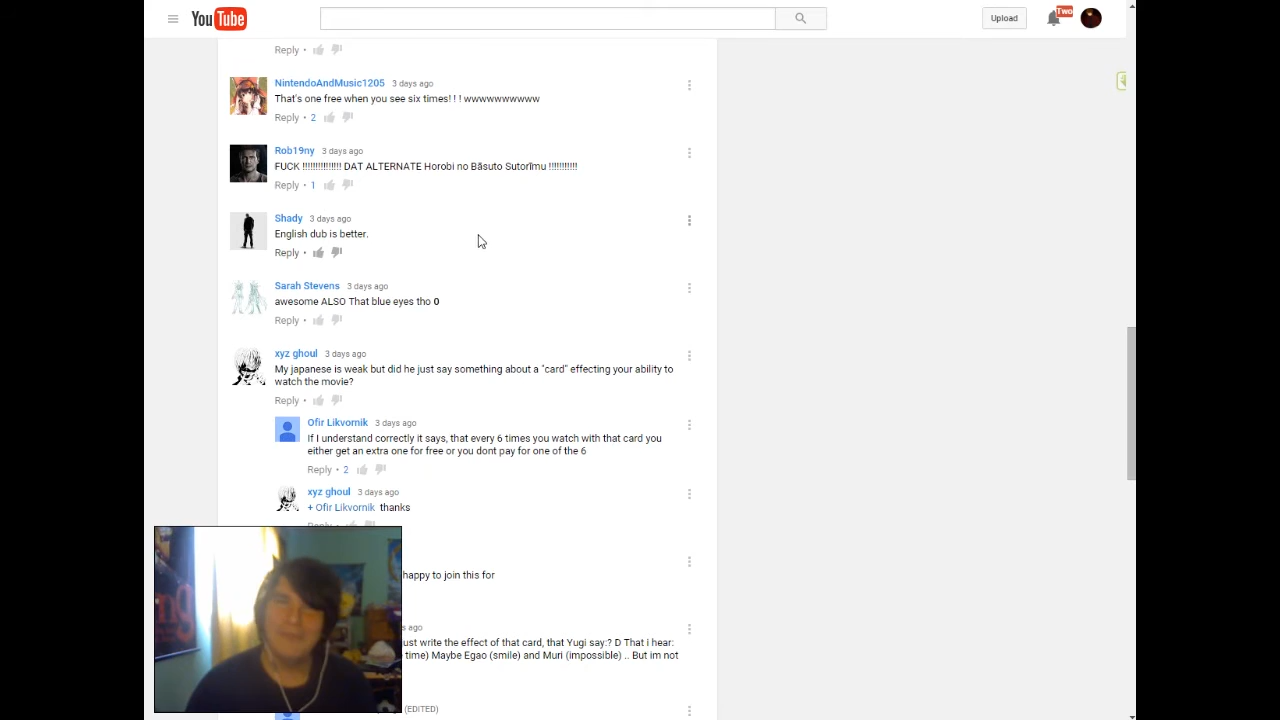 YouTube
Upload
Two
Reply •
NintendoAndMusic1205 3 days ago
That's one free when you see six times! ! ! wwwwwwwwww
Reply • 2
Rob19ny 3 days ago
FUCK !!!!!!!!!!!!!!! DAT ALTERNATE Horobi no Bāsuto Sutorīmu !!!!!!!!!!!
Reply • 1
Shady 3 days ago
English dub is better.
Reply •
Sarah Stevens 3 days ago
awesome ALSO That blue eyes tho 0
Reply •
xyz ghoul 3 days ago
My japanese is weak but did he just say something about a "card" effecting your ability to
watch the movie?
Reply •
Ofir Likvornik 3 days ago
If I understand correctly it says, that every 6 times you watch with that card you
either get an extra one for free or you dont pay for one of the 6
Reply • 2
xyz ghoul 3 days ago
+ Ofir Likvornik thanks
Reply •
happy to join this for
ago
ust write the effect of that card, that Yugi say:? D That i hear:
time) Maybe Egao (smile) and Muri (impossible) .. But im not
(EDITED)